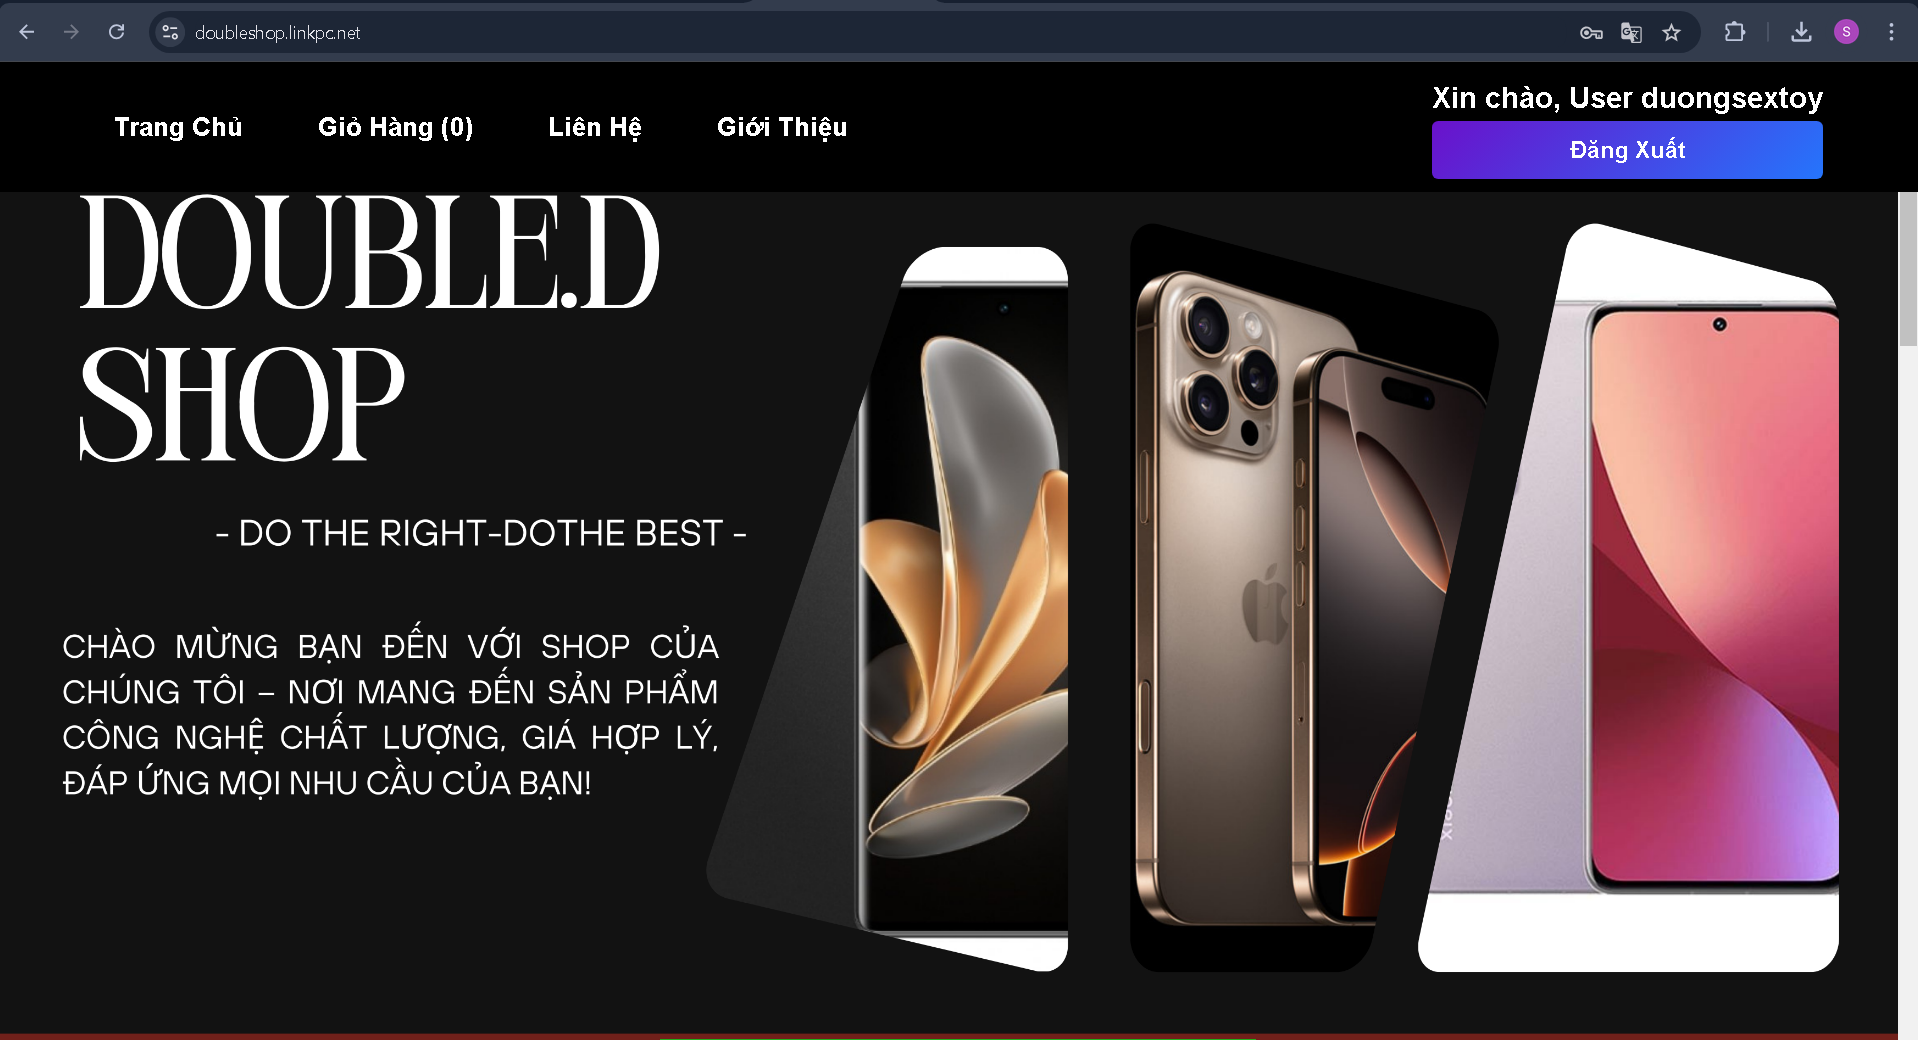 doubleshop.linkpc.net
S
Trang Chủ
Giỏ Hàng (0)
Liên Hệ
Giới Thiệu
Xin chào, User duongsextoy
Đăng Xuất
DOUBLE.D
SHOP
- DO THE RIGHT-DOTHE BEST -
CHÀO MỪNG BẠN ĐẾN VỚI SHOP CỦA
CHÚNG TÔI – NƠI MANG ĐẾN SẢN PHẨM
CÔNG NGHỆ CHẤT LƯỢNG, GIÁ HỢP LÝ,
ĐÁP ỨNG MỌI NHU CẦU CỦA BẠN!